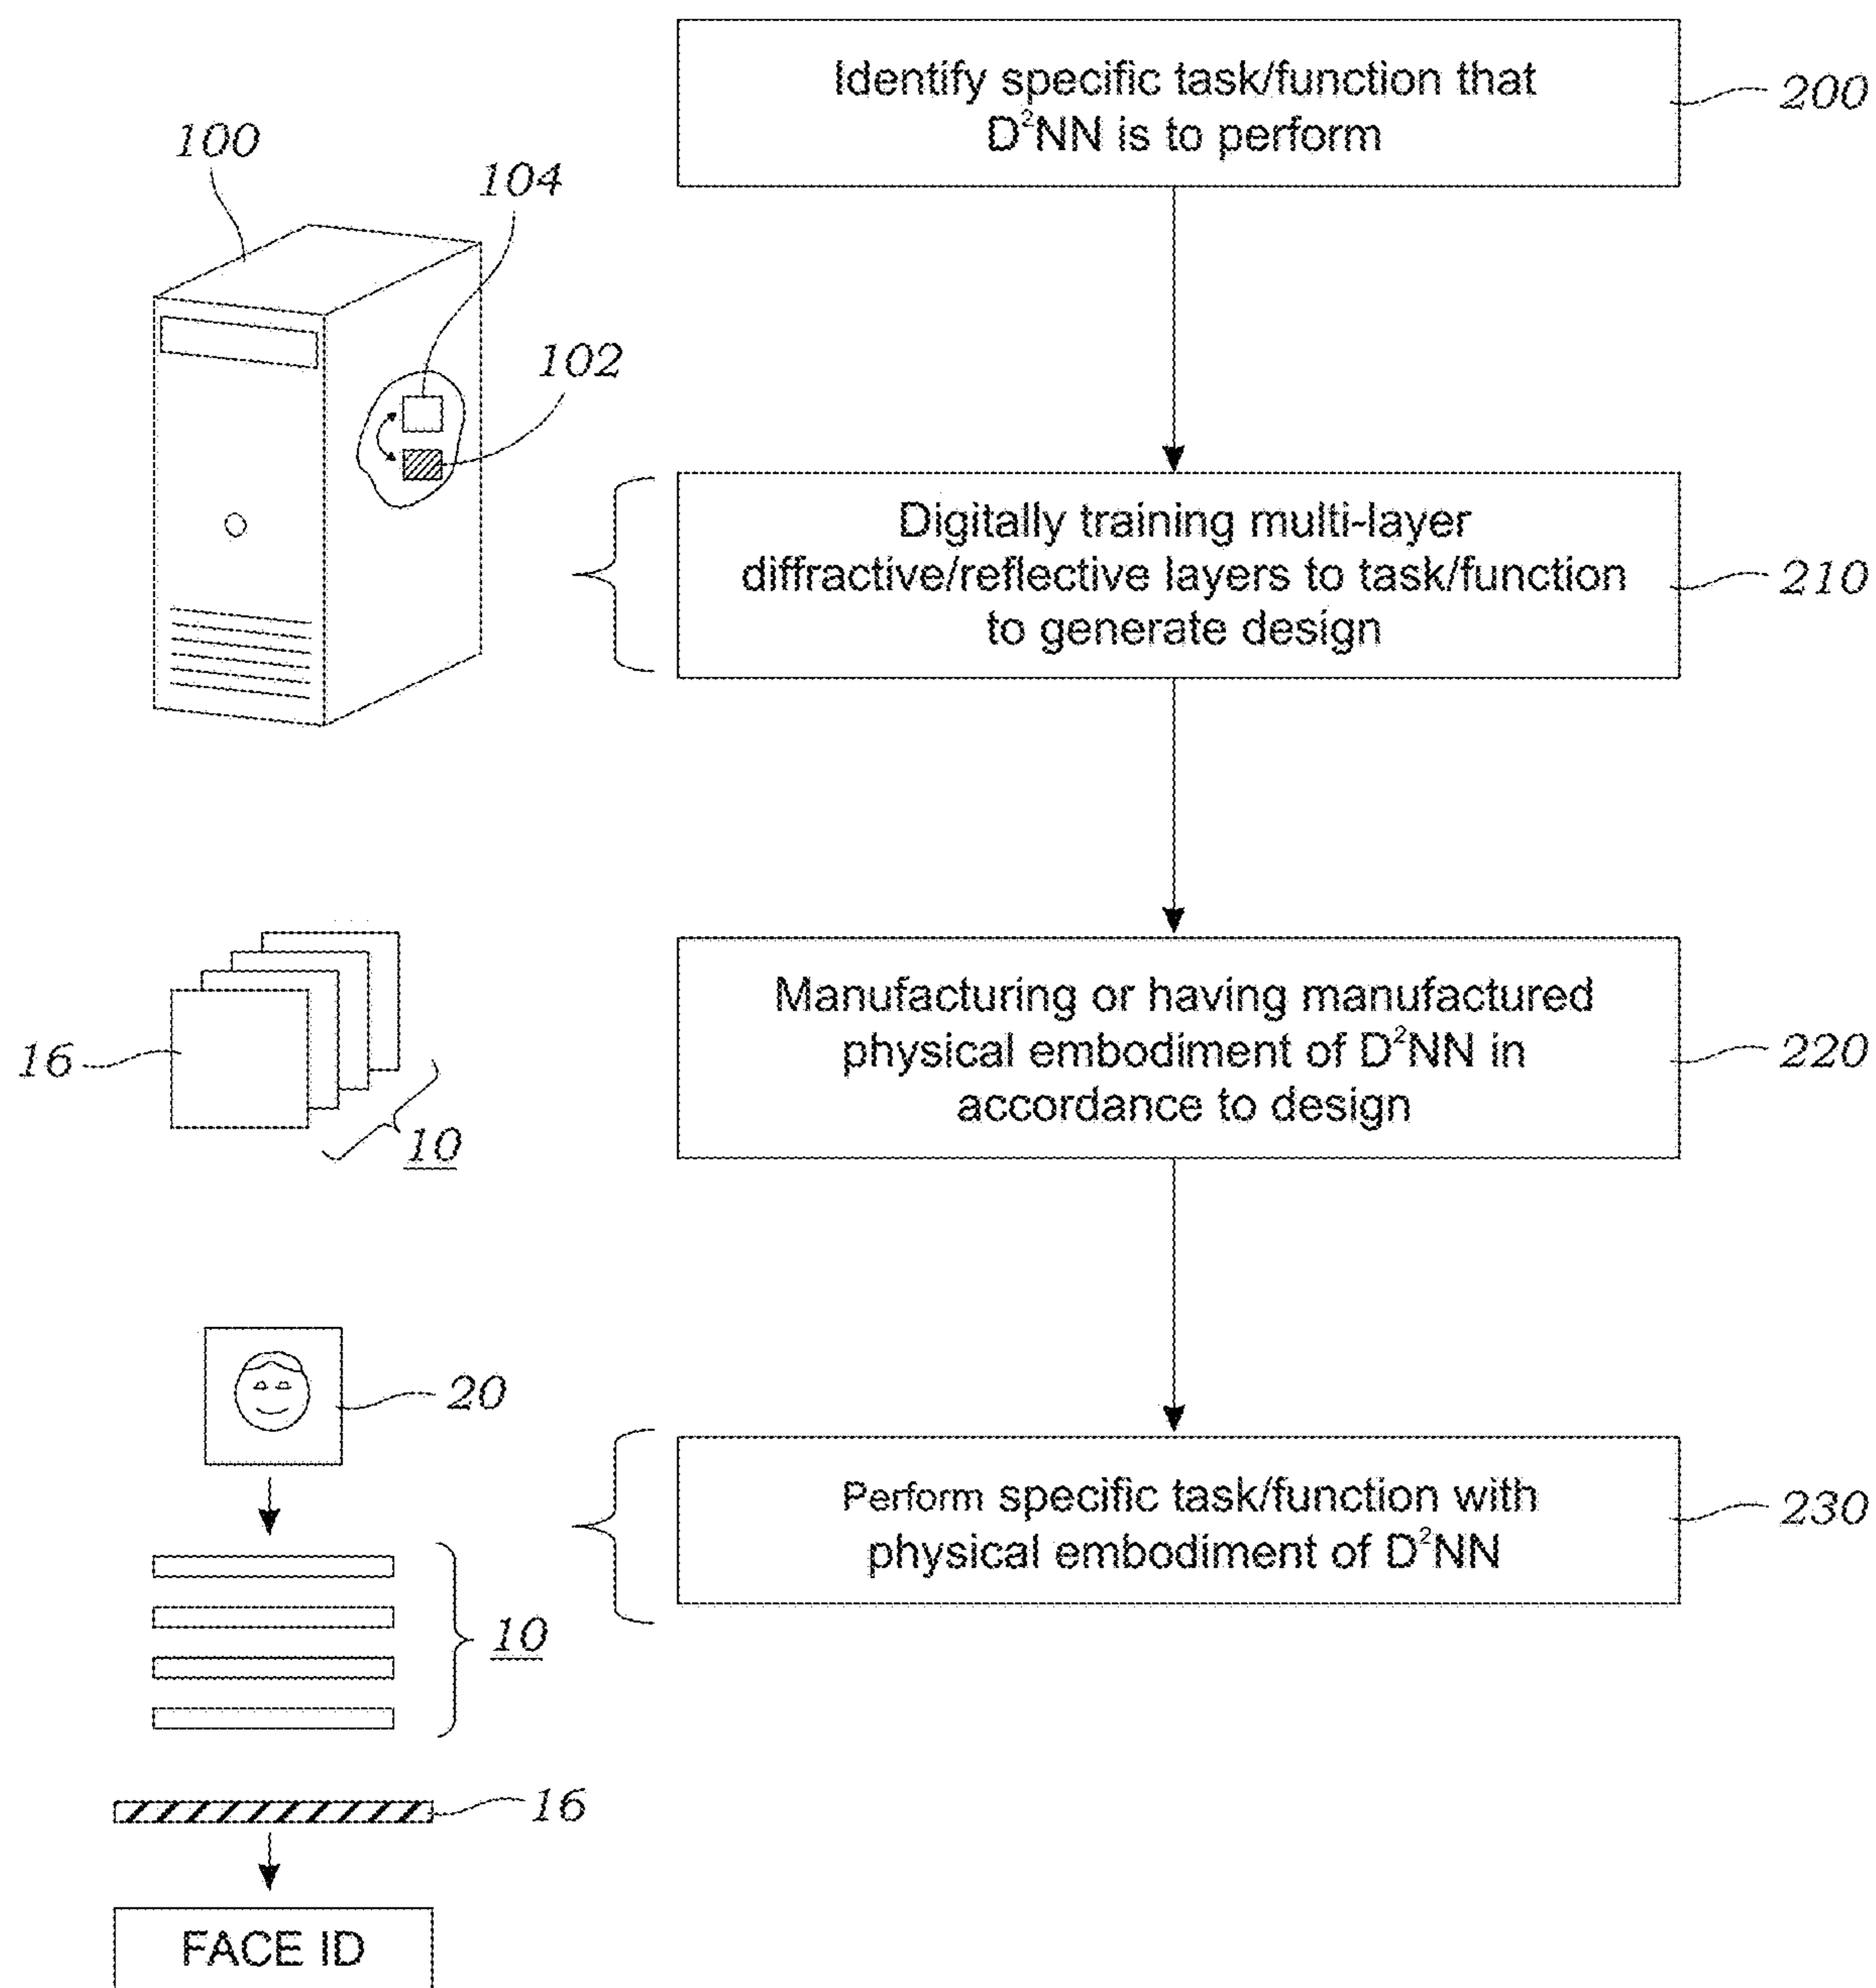 Identify specific task/function that
D²NN is to perform
200
100
104
102
Digitally training multi-layer
diffractive/reflective layers to task/function
to generate design
210
16
10
Manufacturing or having manufactured
physical embodiment of D²NN in
accordance to design
220
20
10
16
FACE ID
Perform specific task/function with
physical embodiment of D²NN
230